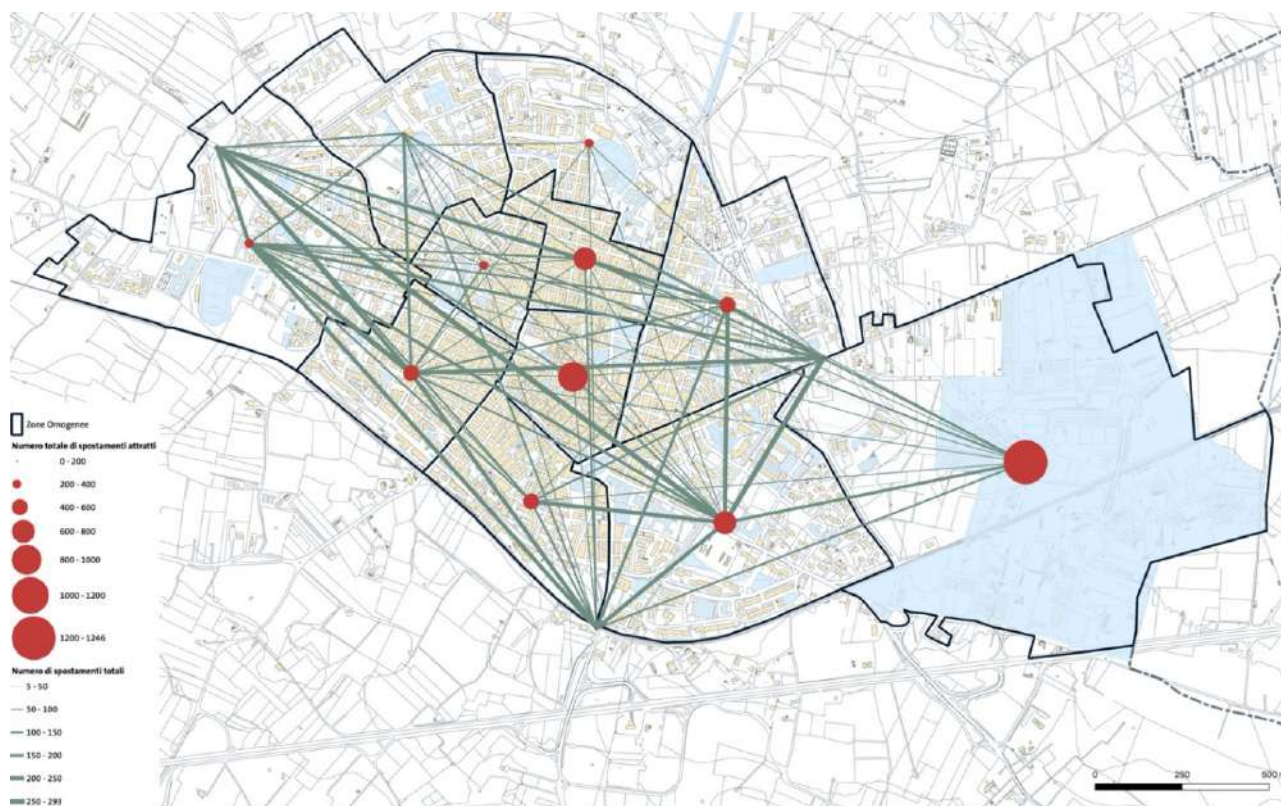 Zone Omogenee
Numero totale di spostamenti attratti
0 - 200
200 - 400
400 - 600
600 - 800
800 - 1000
1000 - 1200
1200 - 1246
Numero di spostamenti totali
5 - 50
50 - 100
100 - 150
150 - 200
200 - 250
250 - 293
0 250 500